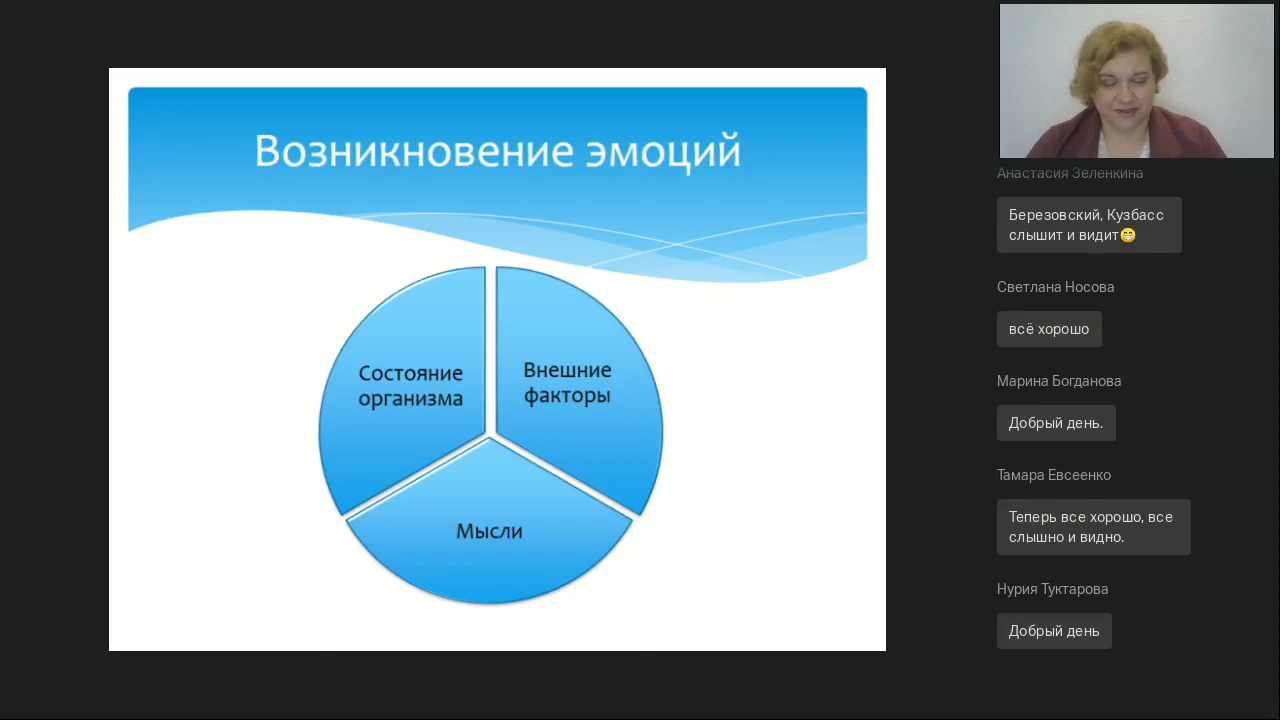 Возникновение эмоций
Состояние
организма
Внешние
факторы
Мысли
Анастасия Зеленкина
Березовский, Кузбасс
слышит и видит😁
Светлана Носова
всё хорошо
Марина Богданова
Добрый день.
Тамара Евсеенко
Теперь все хорошо, все
слышно и видно.
Нурия Туктарова
Добрый день